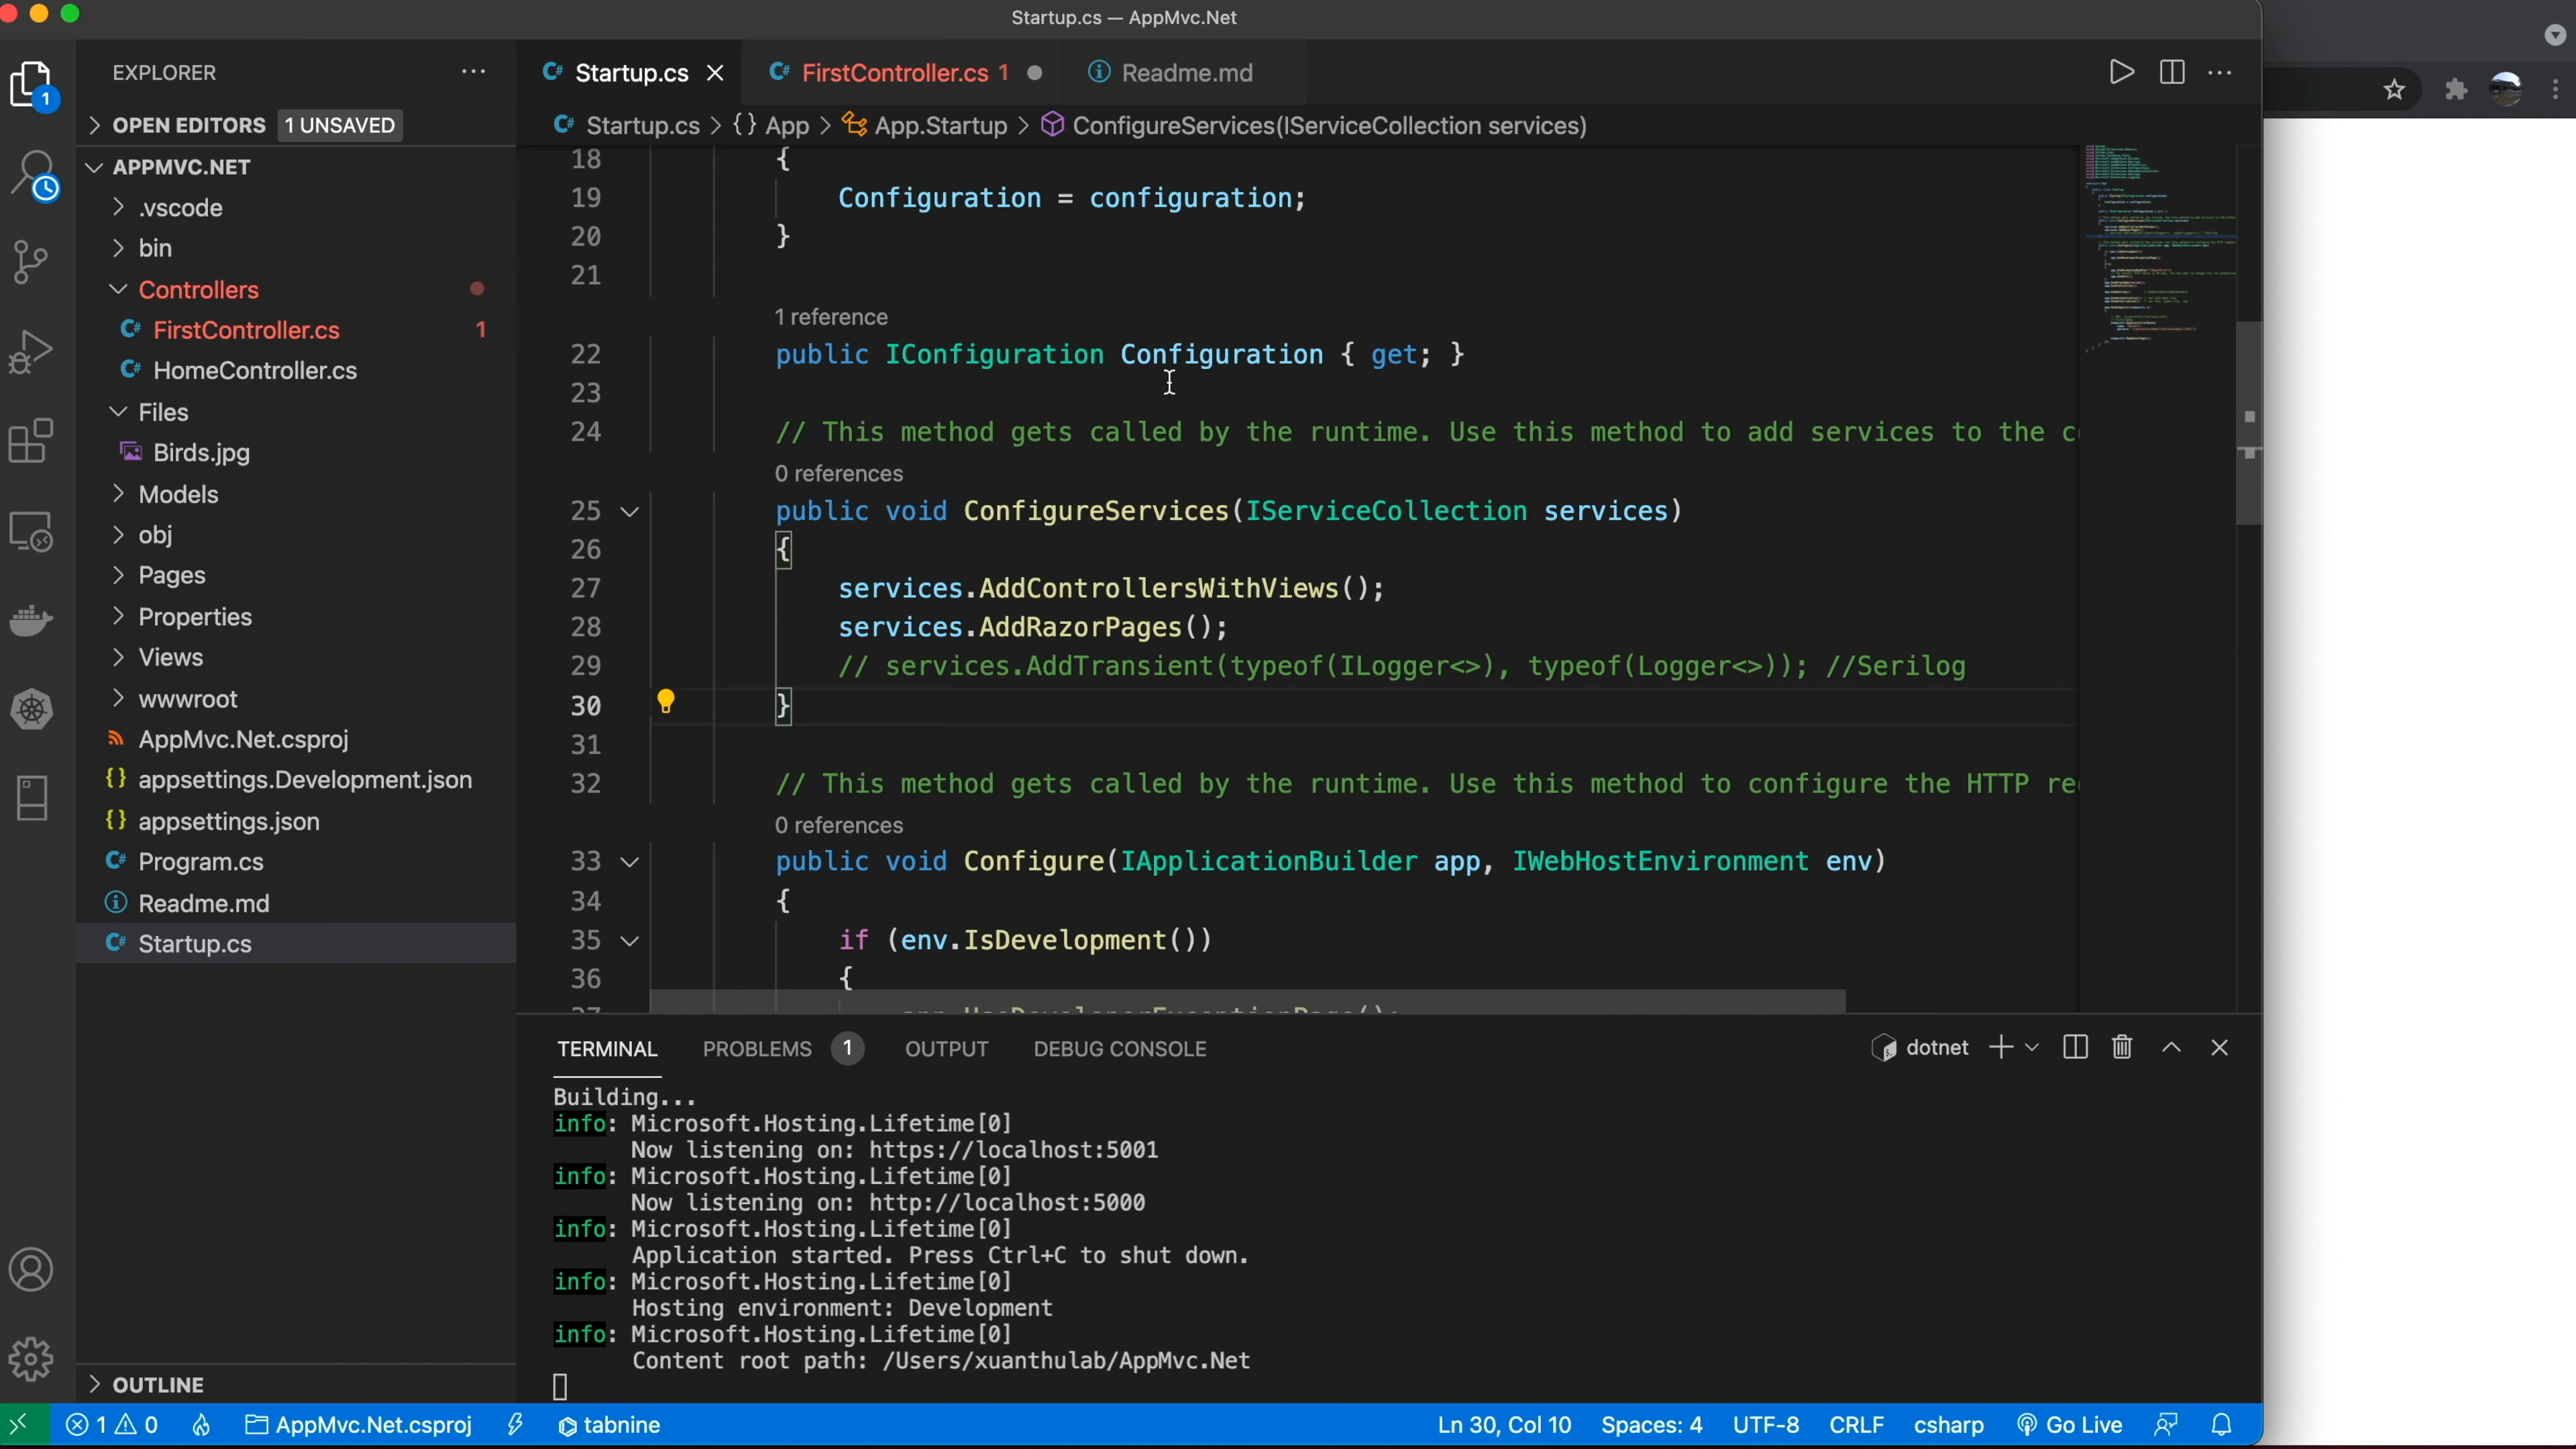 Startup.cs — AppMvc.Net
EXPLORER
Startup.cs
FirstController.cs 1
Readme.md
1
OPEN EDITORS 1 UNSAVED
Startup.cs > {} App > App.Startup > ConfigureServices(IServiceCollection services)
APPMVC.NET
.vscode
bin
Controllers
FirstController.cs 1
HomeController.cs
Files
Birds.jpg
Models
obj
Pages
Properties
Views
wwwroot
AppMvc.Net.csproj
{} appsettings.Development.json
{} appsettings.json
Program.cs
Readme.md
Startup.cs
OUTLINE
18 {
19 Configuration = configuration;
20 }
21
1 reference
22 public IConfiguration Configuration { get; }
23
24 // This method gets called by the runtime. Use this method to add services to the
0 references
25 public void ConfigureServices(IServiceCollection services)
26 {
27 services.AddControllersWithViews();
28 services.AddRazorPages();
29 // services.AddTransient(typeof(ILogger<>), typeof(Logger<>)); //Serilog
30 }
31
32 // This method gets called by the runtime. Use this method to configure the HTTP
0 references
33 public void Configure(IApplicationBuilder app, IWebHostEnvironment env)
34 {
35 if (env.IsDevelopment())
36 {
TERMINAL PROBLEMS 1 OUTPUT DEBUG CONSOLE
dotnet
Building...
info: Microsoft.Hosting.Lifetime[0]
Now listening on: https://localhost:5001
info: Microsoft.Hosting.Lifetime[0]
Now listening on: http://localhost:5000
info: Microsoft.Hosting.Lifetime[0]
Application started. Press Ctrl+C to shut down.
info: Microsoft.Hosting.Lifetime[0]
Hosting environment: Development
info: Microsoft.Hosting.Lifetime[0]
Content root path: /Users/xuanthulab/AppMvc.Net
1 0 AppMvc.Net.csproj tabnine Ln 30, Col 10 Spaces: 4 UTF-8 CRLF csharp Go Live